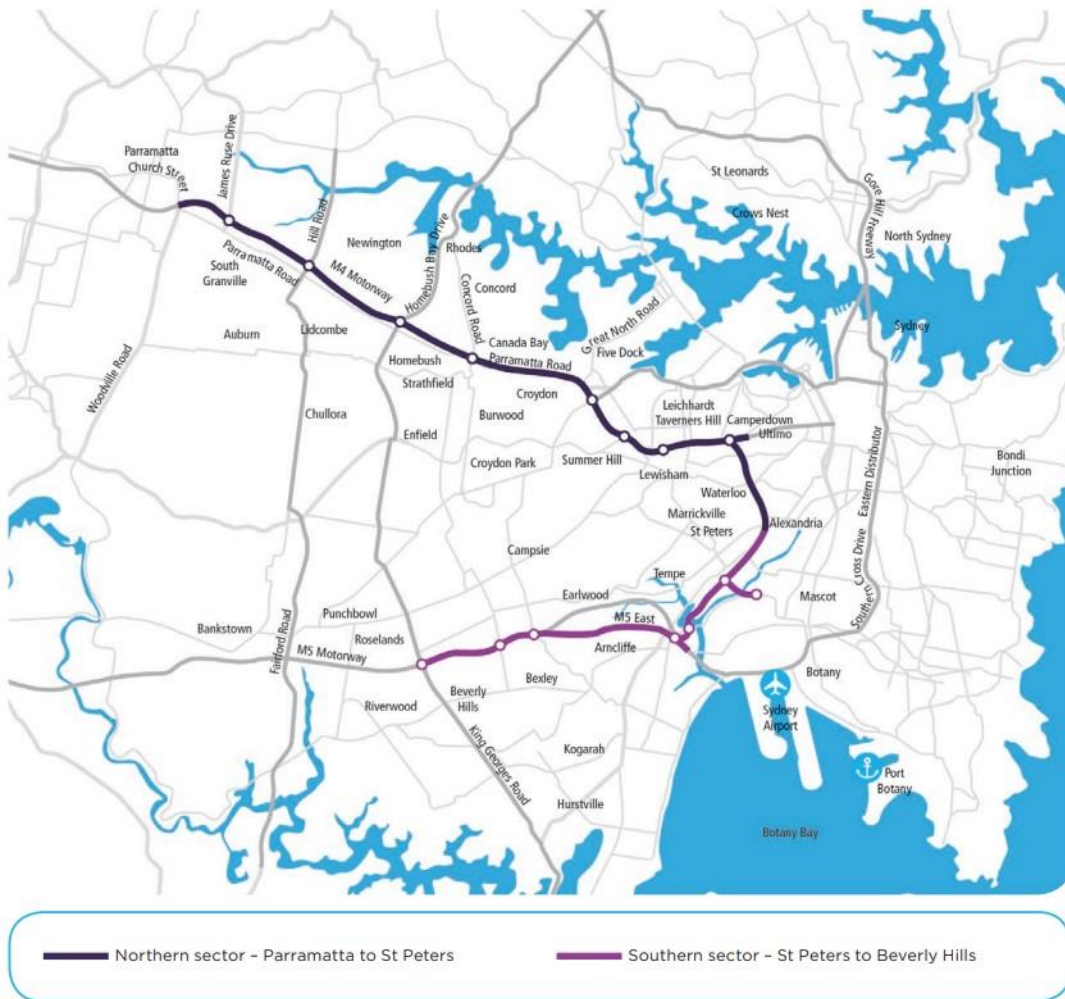 Parramatta
Church Street
James Ruse Drive
Hill Road
St Leonards
Gore Hill Freeway
Crows Nest
North Sydney
Newington
Rhodes
Homebush Bay Drive
M4 Motorway
Parramatta Road
South
Granville
Concord
Concord Road
Great North Road
Sydney
Auburn
Lidcombe
Canada Bay
Parramatta Road
Five Dock
Homebush
Strathfield
Woodville Road
Croydon
Leichhardt
Taverners Hill
Camperdown
Ultimo
Chullora
Burwood
Enfield
Croydon Park
Summer Hill
Lewisham
Eastern Distributor
Bondi
Junction
Waterloo
Marrickville
St Peters
Alexandria
Campsie
Tempe
Southern Cross Drive
Mascot
Earlwood
Punchbowl
M5 East
Bankstown
Roselands
Fairford Road
M5 Motorway
Arncliffe
Bexley
Botany
Beverly
Hills
Riverwood
Sydney
Airport
King Georges Road
Kogarah
Port
Botany
Hurstville
Botany Bay
Northern sector – Parramatta to St Peters
Southern sector – St Peters to Beverly Hills